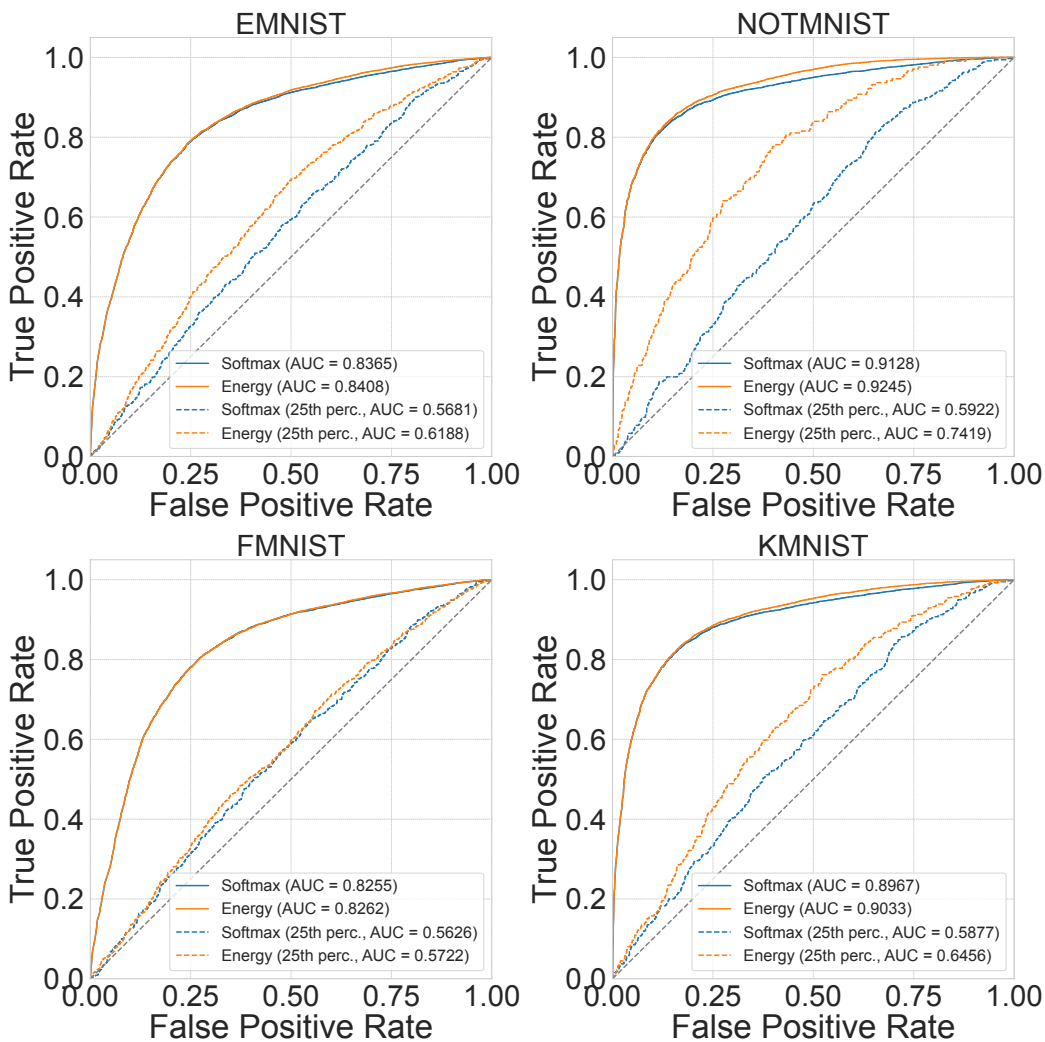 EMNIST
True Positive Rate
1.0
0.8
0.6
0.4
0.2
0.0
Softmax (AUC = 0.8365)
Energy (AUC = 0.8408)
Softmax (25th perc., AUC = 0.5681)
Energy (25th perc., AUC = 0.6188)
0.00 0.25 0.50 0.75 1.00
False Positive Rate
NOTMNIST
True Positive Rate
1.0
0.8
0.6
0.4
0.2
0.0
Softmax (AUC = 0.9128)
Energy (AUC = 0.9245)
Softmax (25th perc., AUC = 0.5922)
Energy (25th perc., AUC = 0.7419)
0.00 0.25 0.50 0.75 1.00
False Positive Rate
FMNIST
True Positive Rate
1.0
0.8
0.6
0.4
0.2
0.0
Softmax (AUC = 0.8255)
Energy (AUC = 0.8262)
Softmax (25th perc., AUC = 0.5626)
Energy (25th perc., AUC = 0.5722)
0.00 0.25 0.50 0.75 1.00
False Positive Rate
KMNIST
True Positive Rate
1.0
0.8
0.6
0.4
0.2
0.0
Softmax (AUC = 0.8967)
Energy (AUC = 0.9033)
Softmax (25th perc., AUC = 0.5877)
Energy (25th perc., AUC = 0.6456)
0.00 0.25 0.50 0.75 1.00
False Positive Rate